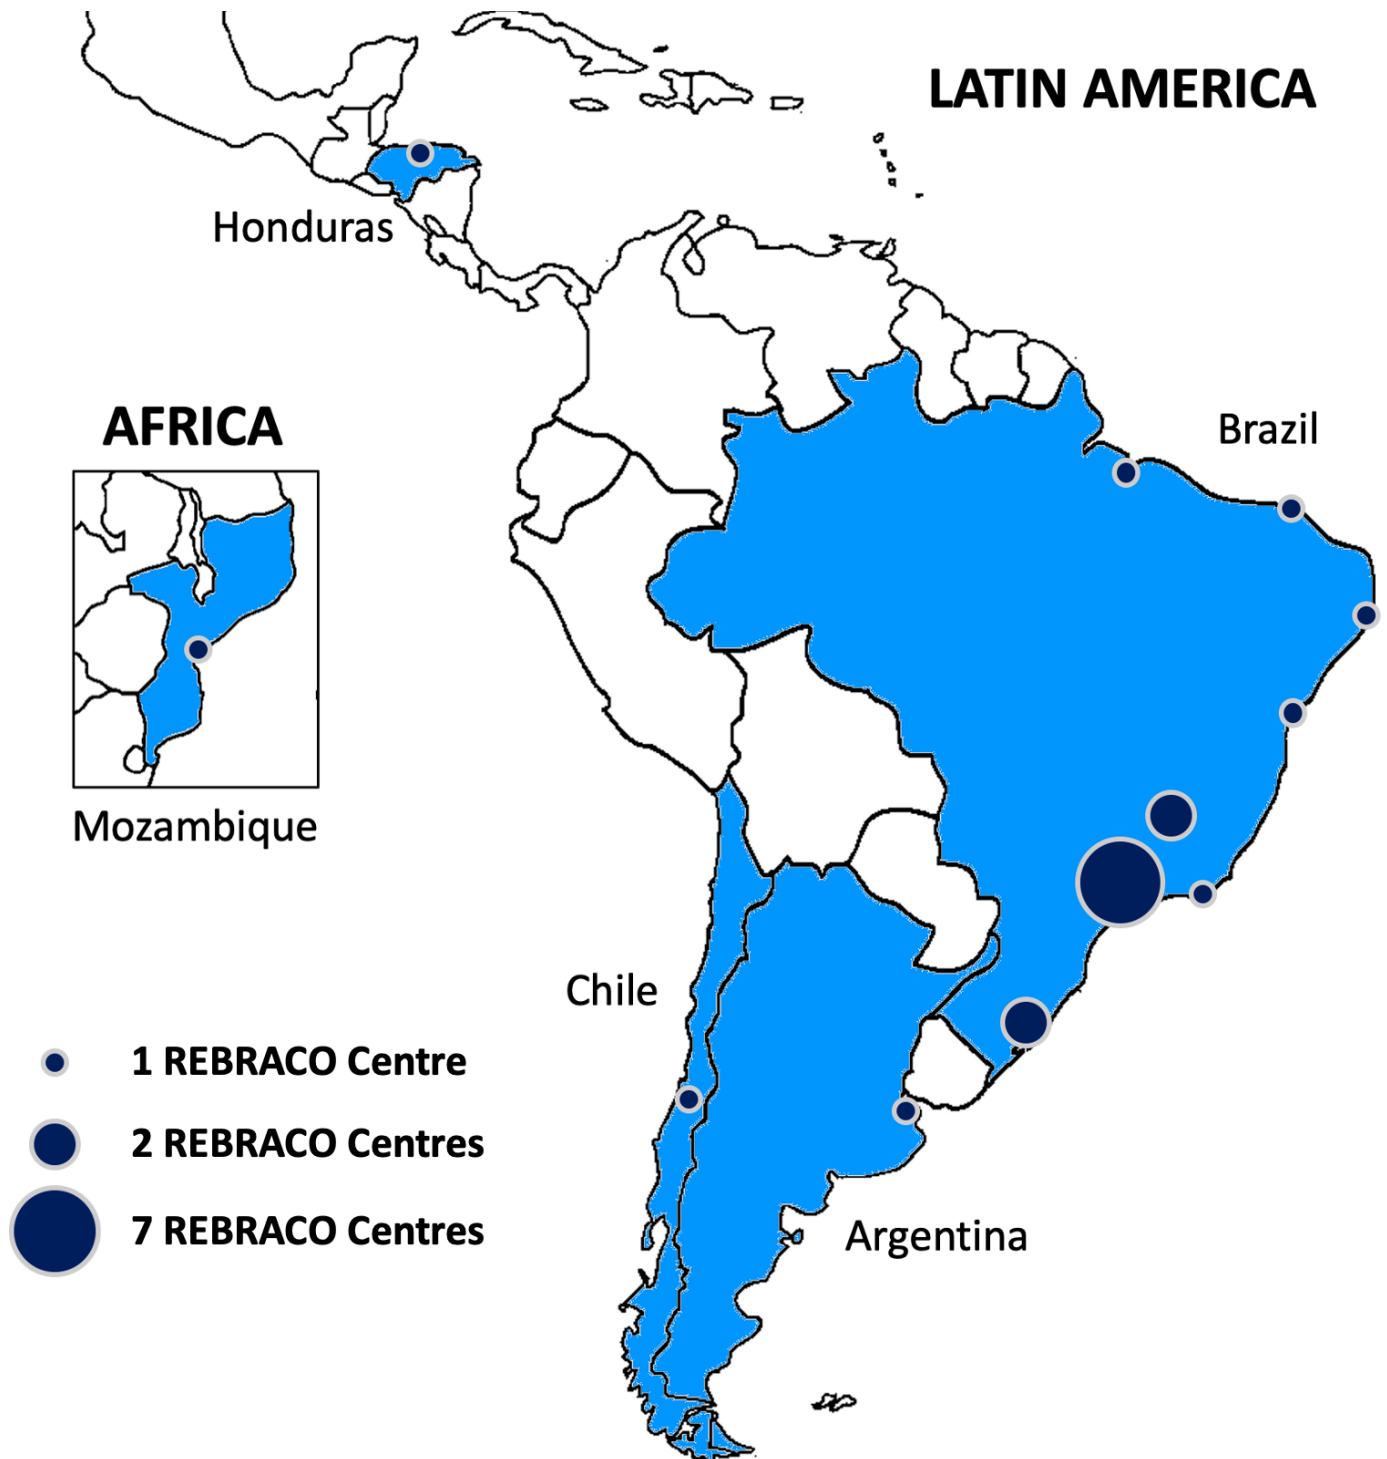 LATIN AMERICA
Honduras
AFRICA
Brazil
Mozambique
Chile
1 REBRACO Centre
2 REBRACO Centres
7 REBRACO Centres
Argentina